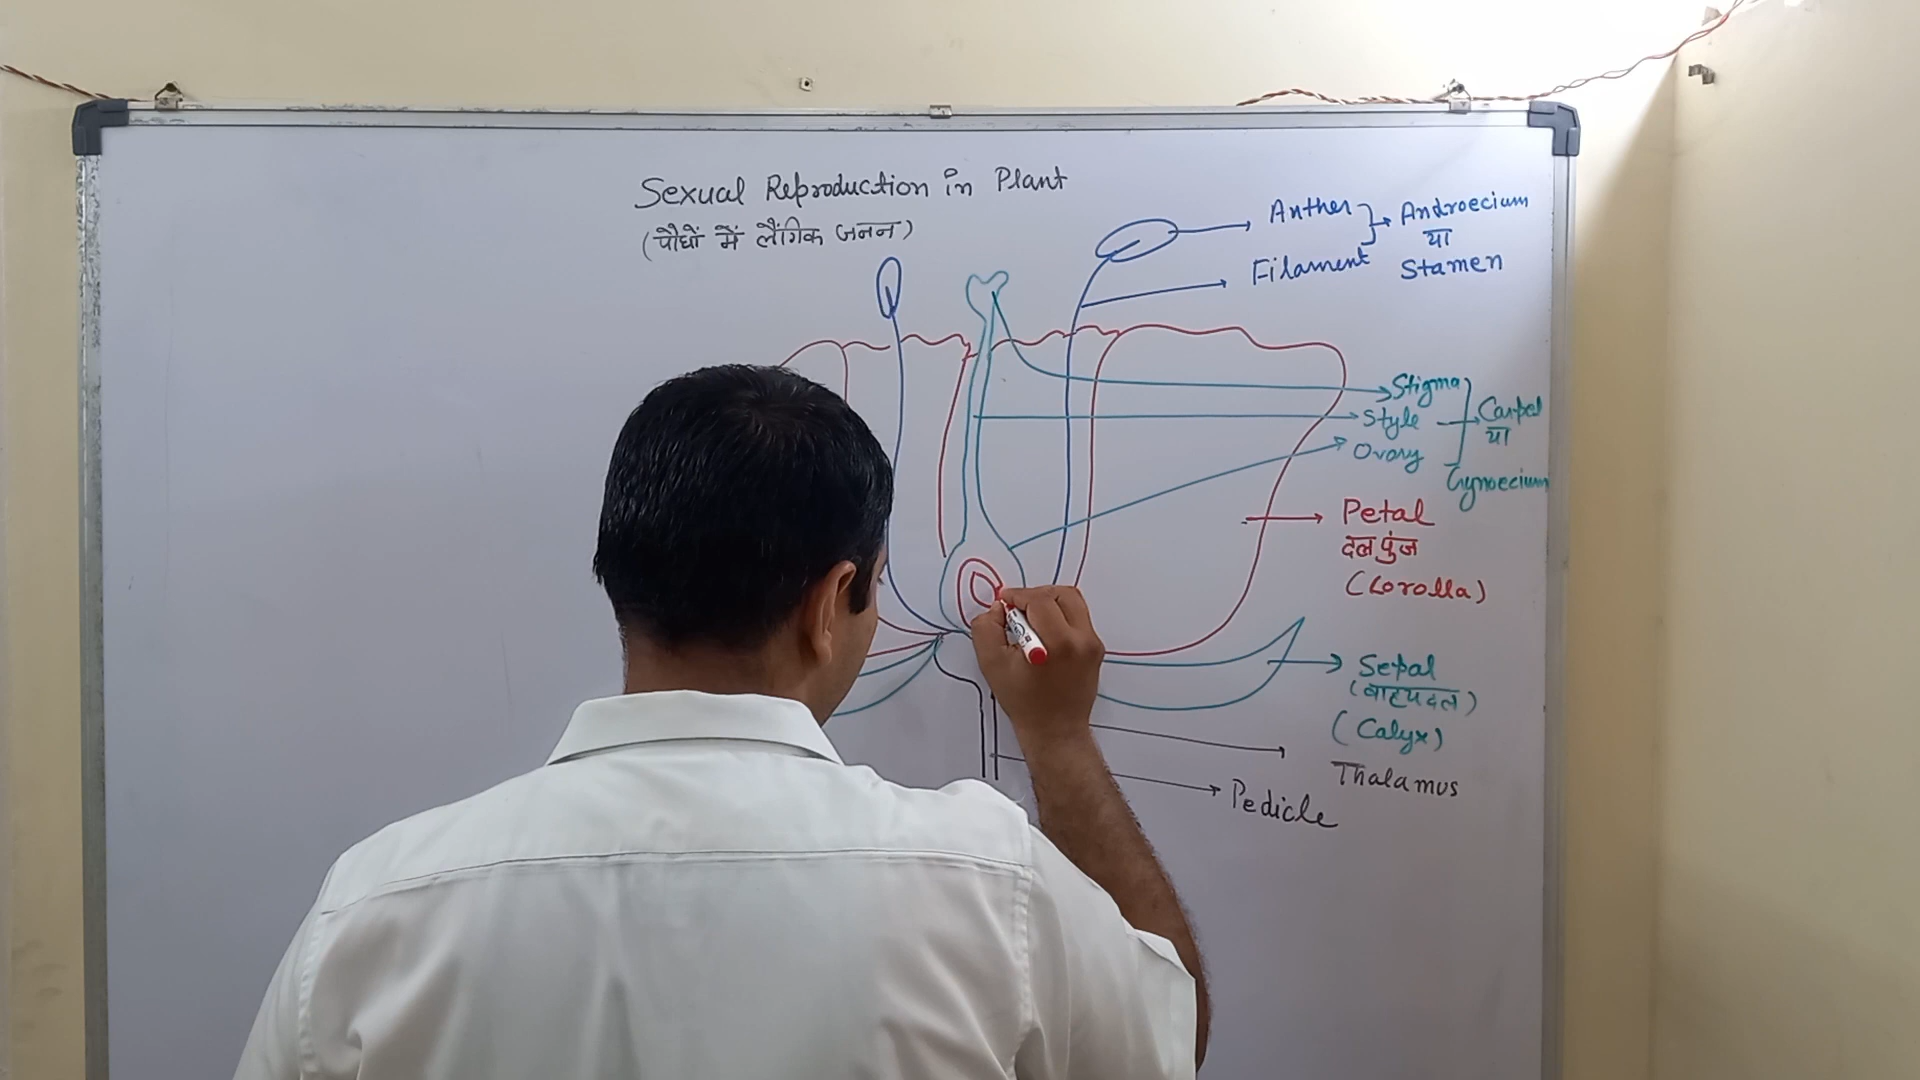 Sexual Reproduction in Plant
(पौधों में लैंगिक जनन)
Anther
Androecium
या
Filament
Stamen
Stigma
Style
Ovary
Carpel
या
Gynoecium
Petal
दलपुंज
(Corolla)
Sepal
(बाह्यदल)
(Calyx)
Thalamus
Pedicle